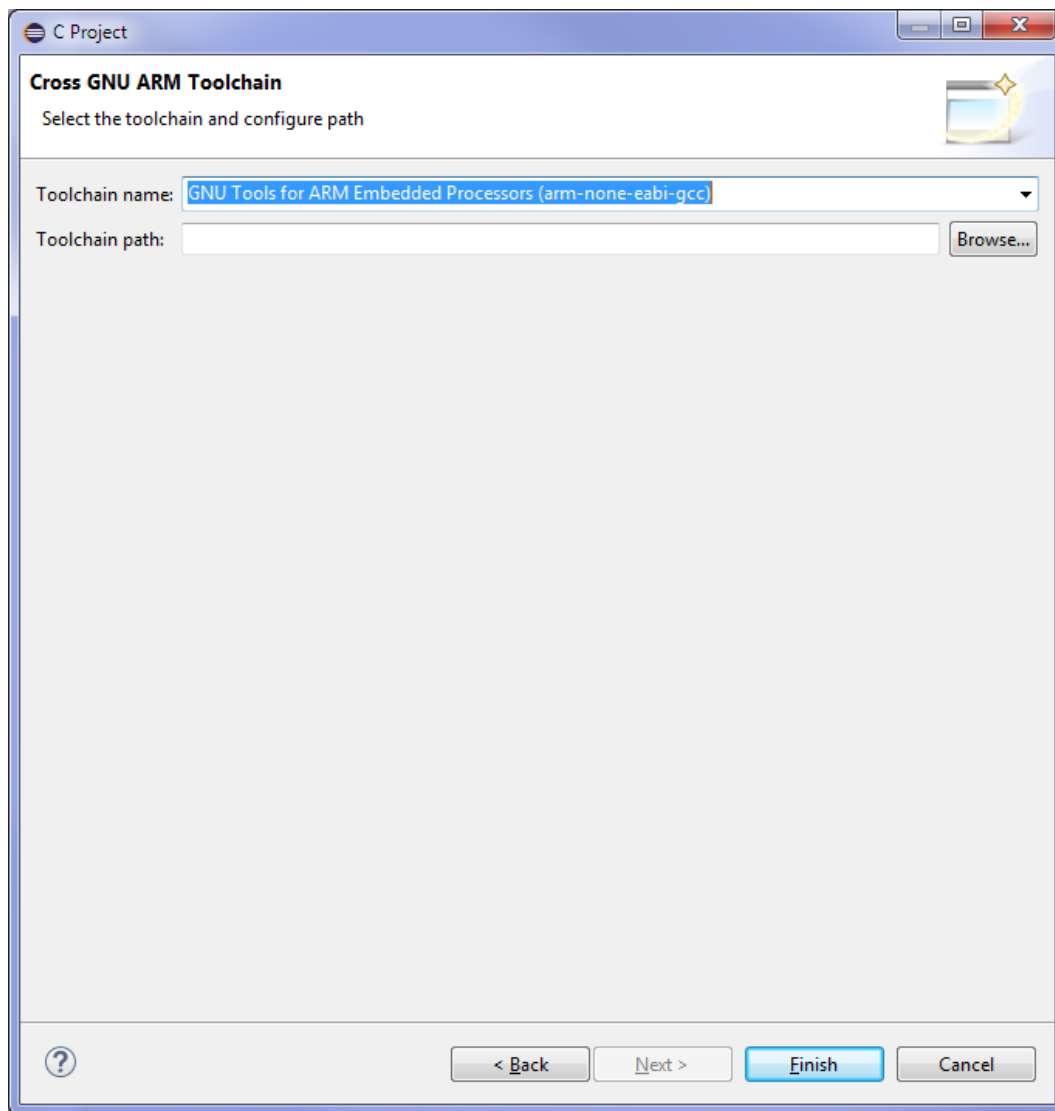 C Project
Cross GNU ARM Toolchain
Select the toolchain and configure path
Toolchain name: GNU Tools for ARM Embedded Processors (arm-none-eabi-gcc)
Toolchain path: Browse...
? < Back Next > Finish Cancel